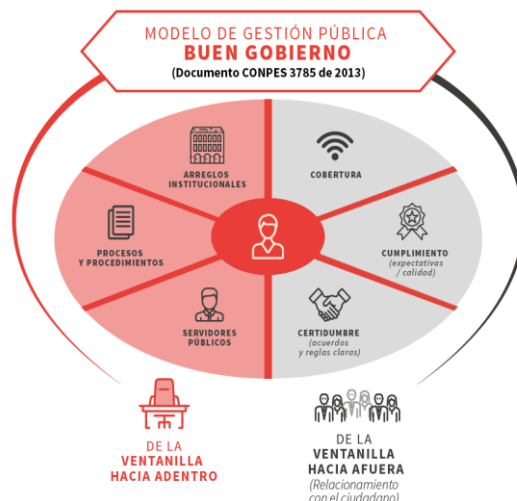 MODELO DE GESTIÓN PÚBLICA
BUEN GOBIERNO
(Documento CONPES 3785 de 2013)
ARREGLOS
INSTITUCIONALES
COBERTURA
PROCESOS
Y PROCEDIMIENTOS
CUMPLIMIENTO
(expectativas
/ calidad)
SERVIDORES
PÚBLICOS
CERTIDUMBRE
(acuerdos
y reglas claras)
DE LA
VENTANILLA
HACIA ADENTRO
DE LA
VENTANILLA
HACIA AFUERA
(Relacionamiento
con el ciudadano)